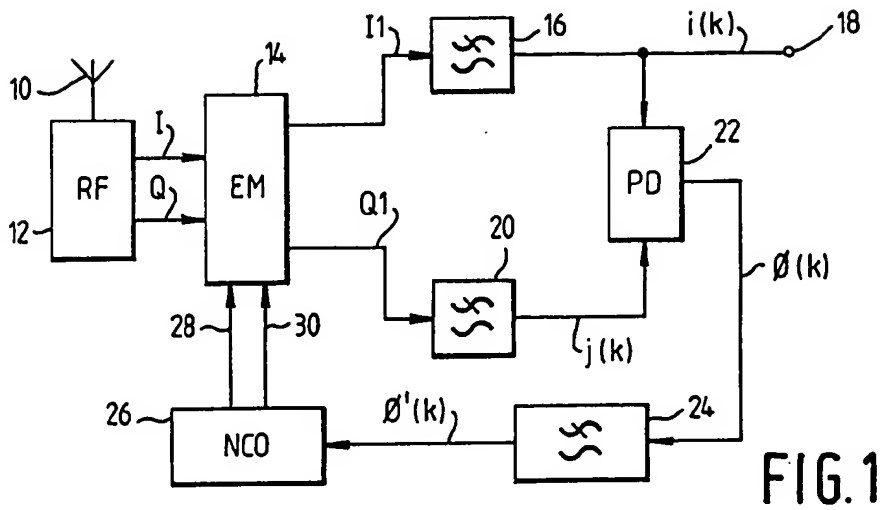 I1
16
i(k)
18
14
10
I
22
RF
EM
PD
Q
Q1
12
20
Ø(k)
28
30
j(k)
26
Ø'(k)
24
NCO
FIG.1